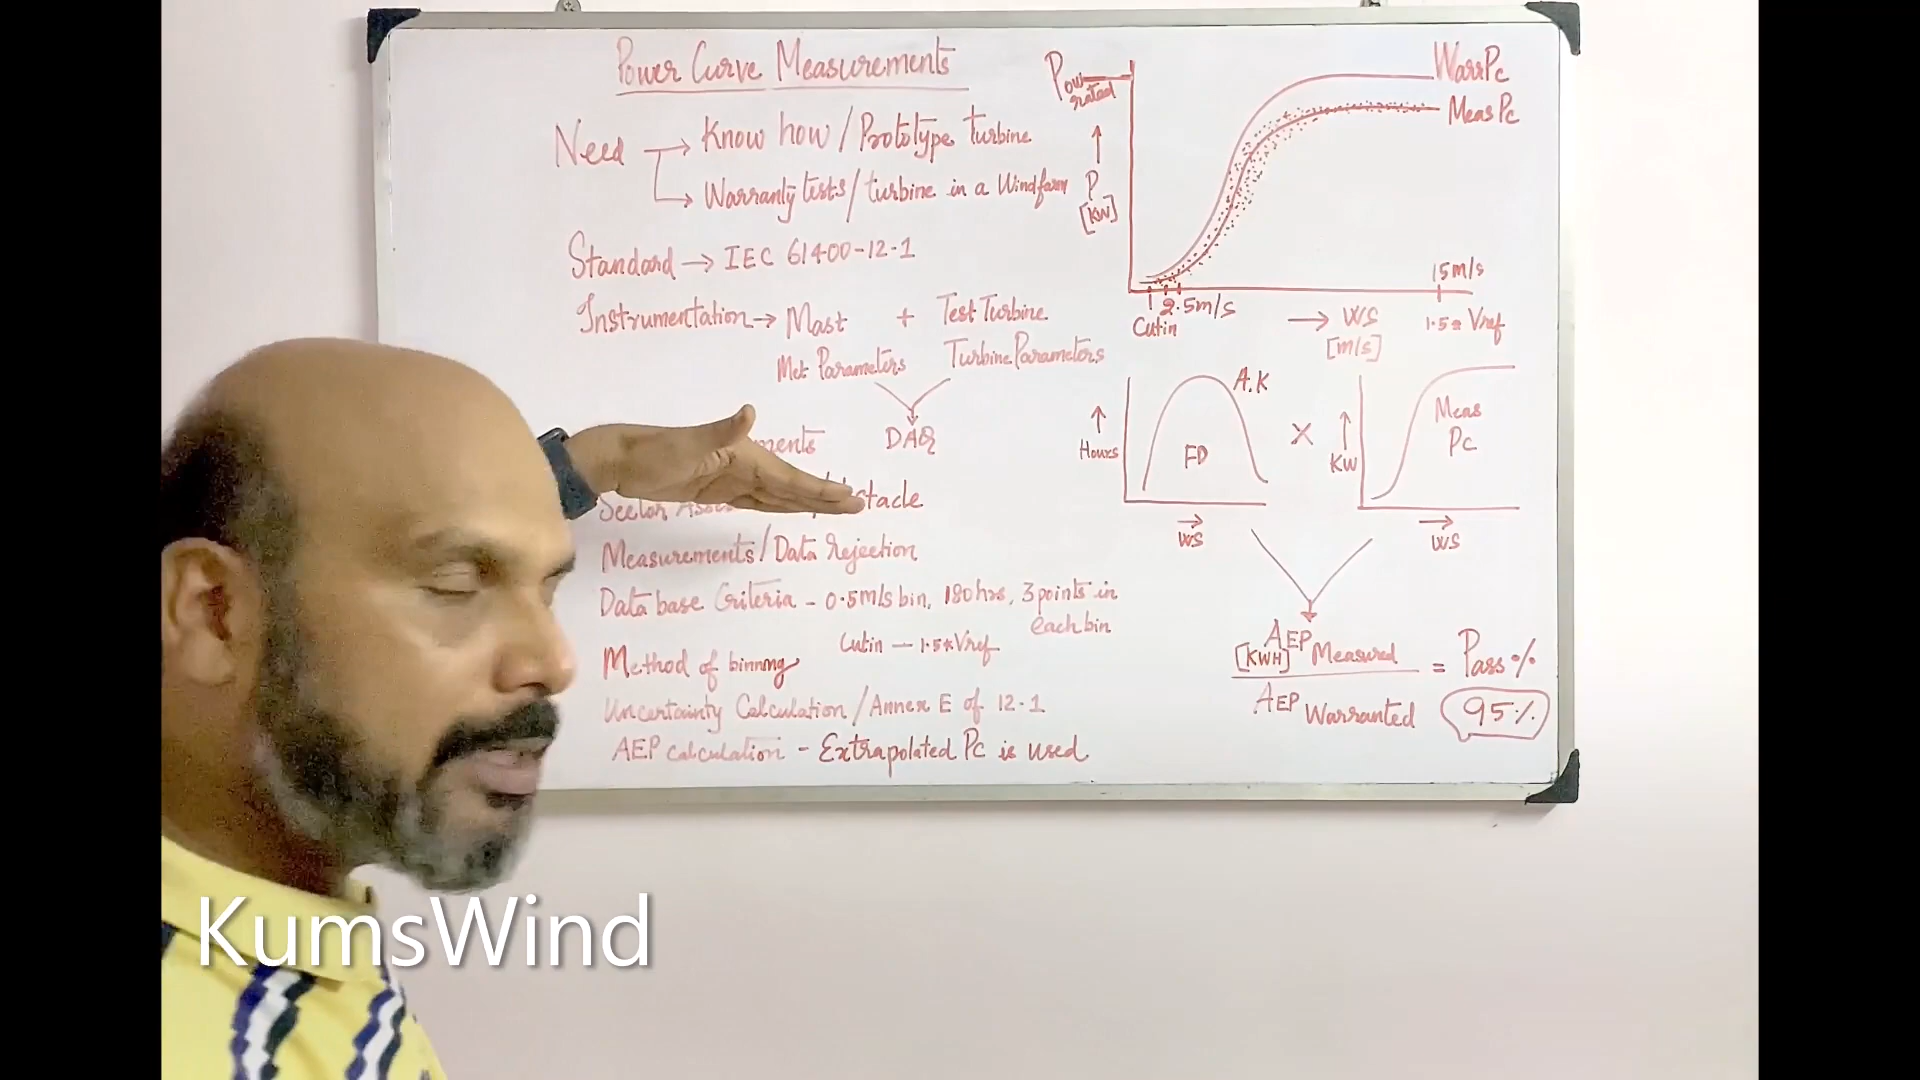 Power Curve Measurements
Need → Know how / Prototype turbine
↳ Warranty tests / turbine in a Windfarm
Standard → IEC 61400-12-1
Instrumentation → Mast + Test Turbine
Met Parameters Turbine Parameters
DAQ
stacle
Measurements / Data Rejection
Data base Criteria - 0.5m/s bin, 180hrs, 3 points in
each bin
Cutin — 1.5*Vref
Method of binning
Uncertainty Calculation / Annex E of 12-1
AEP calculation - Extrapolated Pc is used
Pow rated
↑
P
[KW]
WarrPc
MeasPc
Cutin
2.5m/s
→ WS
[m/s]
15m/s
1.5* Vref
↑
Hours
A.K
FD
→
WS
X
↑
KW
Meas
Pc
→
WS
AEP Measured
[KWH]
AEP Warranted
= Pass %
95%
KumsWind